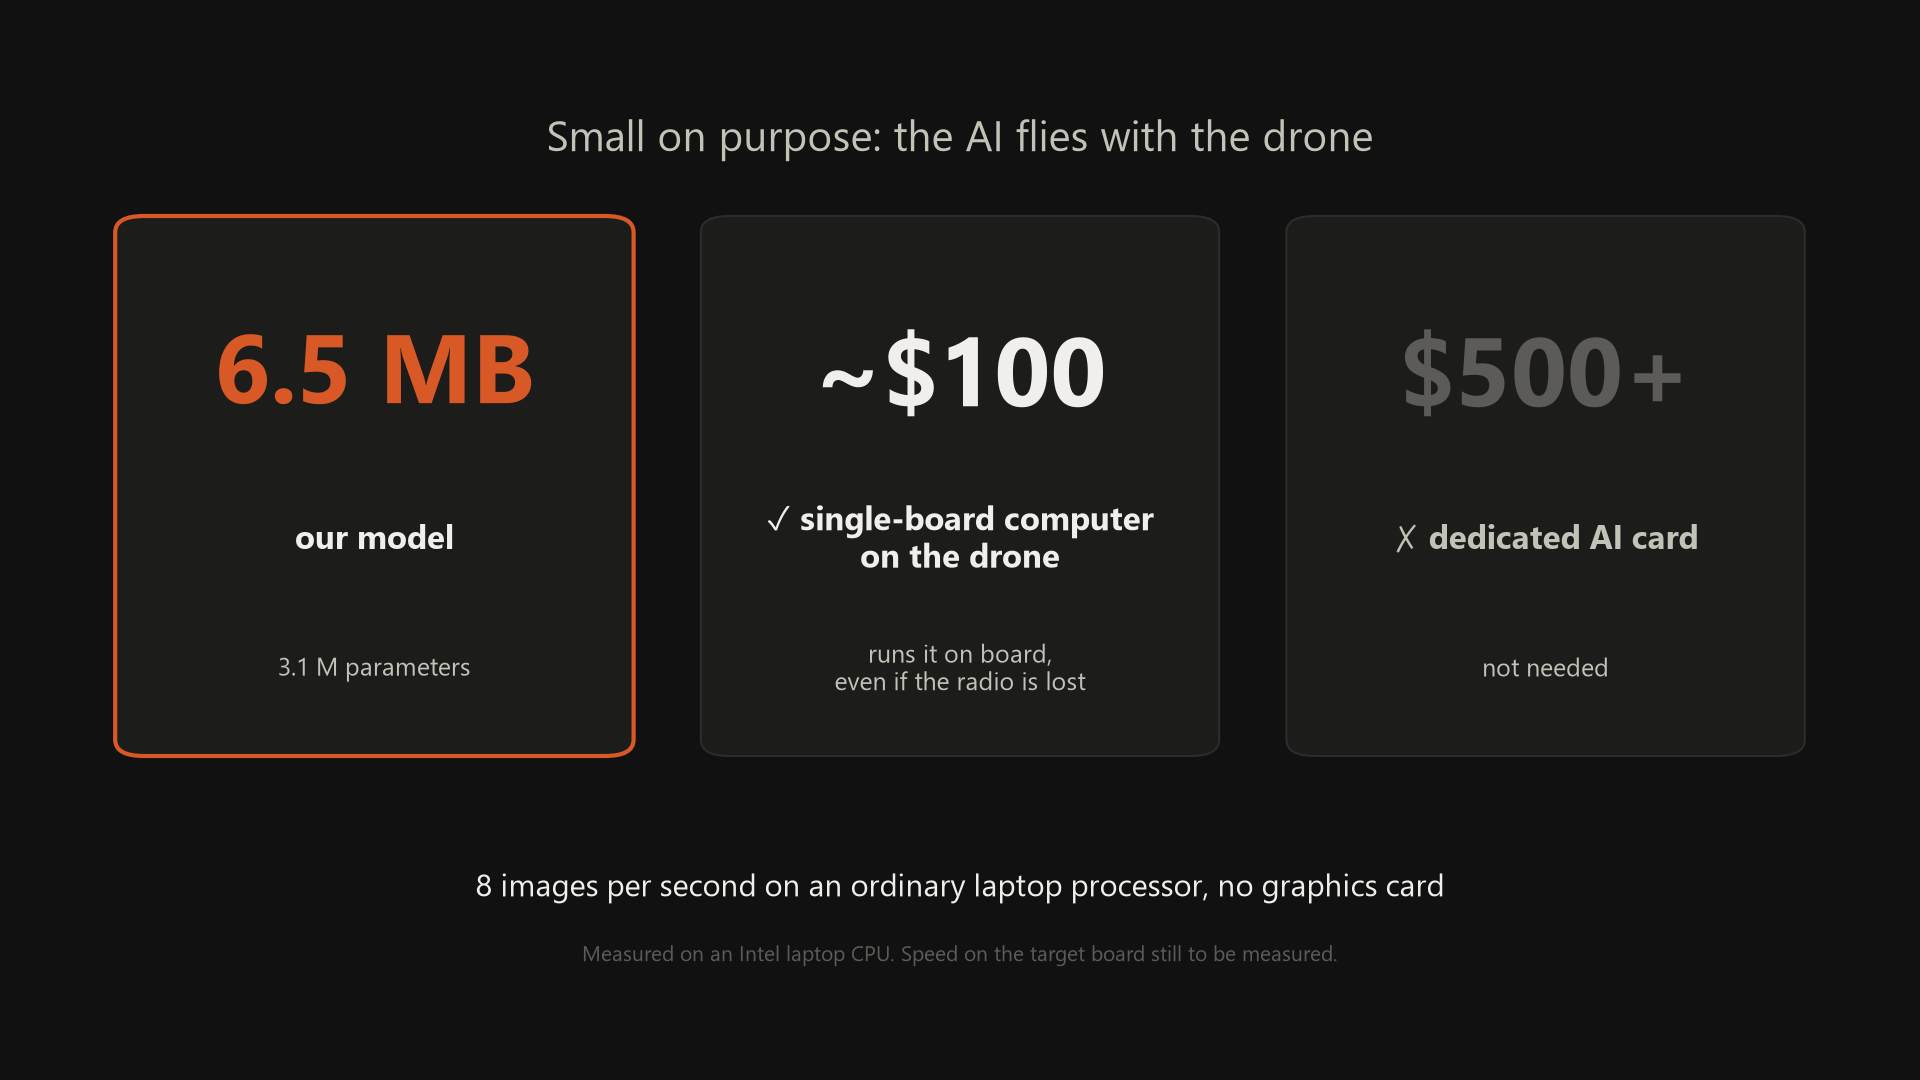 Small on purpose: the AI flies with the drone
6.5 MB
our model
3.1 M parameters
~$100
✓ single-board computer
on the drone
runs it on board,
even if the radio is lost
$500+
✗ dedicated AI card
not needed
8 images per second on an ordinary laptop processor, no graphics card
Measured on an Intel laptop CPU. Speed on the target board still to be measured.